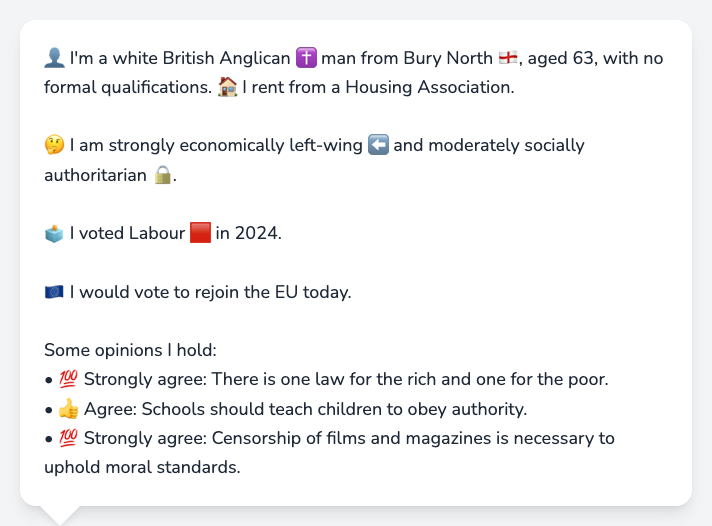 👤 I'm a white British Anglican ✝️ man from Bury North 🏴󠁧󠁢󠁥󠁮󠁧󠁿, aged 63, with no
formal qualifications. 🏠 I rent from a Housing Association.
🤔 I am strongly economically left-wing ⬅️ and moderately socially
authoritarian 🔒.
🗳️ I voted Labour 🟥 in 2024.
🇪🇺 I would vote to rejoin the EU today.
Some opinions I hold:
• 💯 Strongly agree: There is one law for the rich and one for the poor.
• 👍 Agree: Schools should teach children to obey authority.
• 💯 Strongly agree: Censorship of films and magazines is necessary to
uphold moral standards.